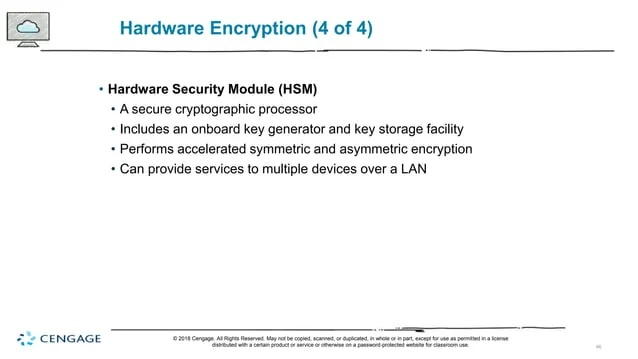 Hardware Encryption (4 of 4)
• Hardware Security Module (HSM)
• A secure cryptographic processor
• Includes an onboard key generator and key storage facility
• Performs accelerated symmetric and asymmetric encryption
• Can provide services to multiple devices over a LAN
CENGAGE
© 2018 Cengage. All Rights Reserved. May not be copied, scanned, or duplicated, in whole or in part, except for use as permitted in a license
distributed with a certain product or service or otherwise on a password-protected website for classroom use.